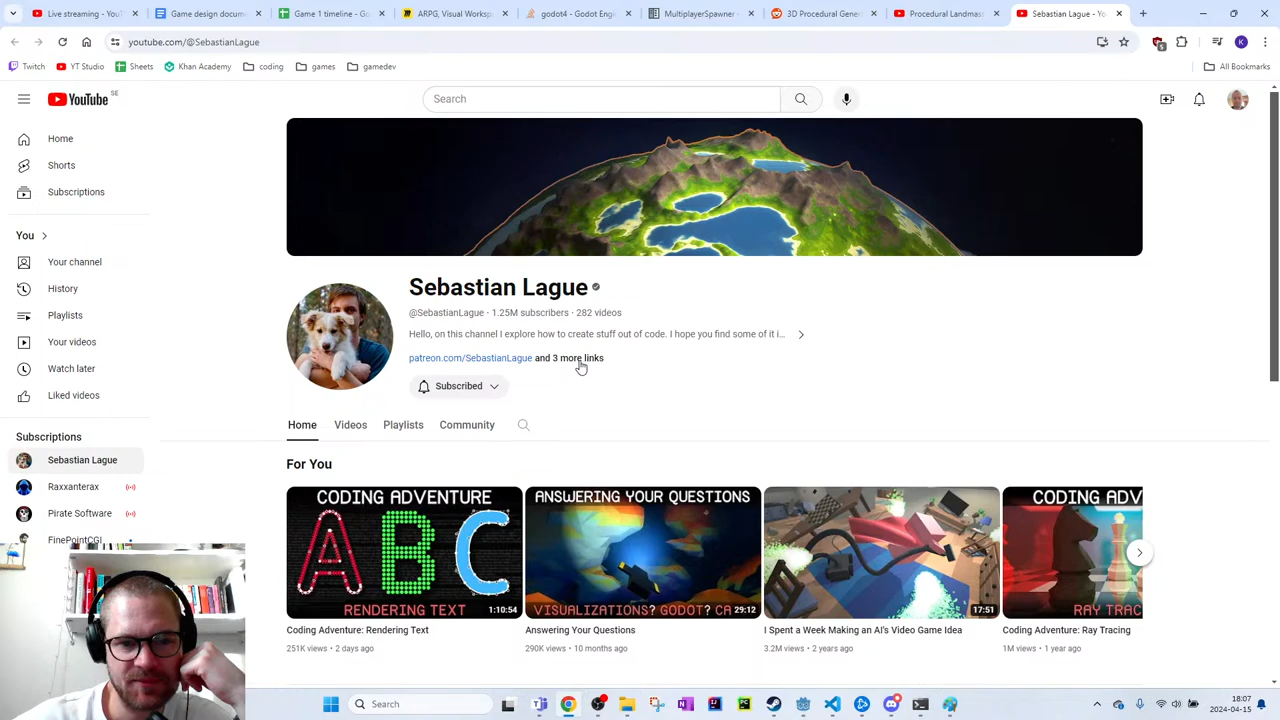 Live streaming - Yo
Game design docum
Game 1 timeline - Go
ARPG, Visual Workspa
godot4 - Godot Eng
MultiplayerSpawner
3D Procedural Gene
Procedural Landmas
Sebastian Lague - Yo
youtube.com/@SebastianLague
K
Twitch
YT Studio
Sheets
Khan Academy
coding
games
gamedev
All Bookmarks
YouTube SE
Search
Home
Shorts
Subscriptions
You
Your channel
History
Playlists
Your videos
Watch later
Liked videos
Subscriptions
Sebastian Lague
Raxxanterax
Pirate Software
FinePointCGI
Sebastian Lague
@SebastianLague · 1.25M subscribers · 282 videos
Hello, on this channel I explore how to create stuff out of code. I hope you find some of it i...
patreon.com/SebastianLague and 3 more links
Subscribed
Home Videos Playlists Community
For You
CODING ADVENTURE
ABC
RENDERING TEXT
1:10:54
Coding Adventure: Rendering Text
251K views · 2 days ago
ANSWERING YOUR QUESTIONS
VISUALIZATIONS? GODOT? CA
29:12
Answering Your Questions
290K views · 10 months ago
17:51
I Spent a Week Making an AI's Video Game Idea
3.2M views · 2 years ago
CODING ADV
RAY TRAC
Coding Adventure: Ray Tracing
1M views · 1 year ago
Search
18:07
2024-04-15